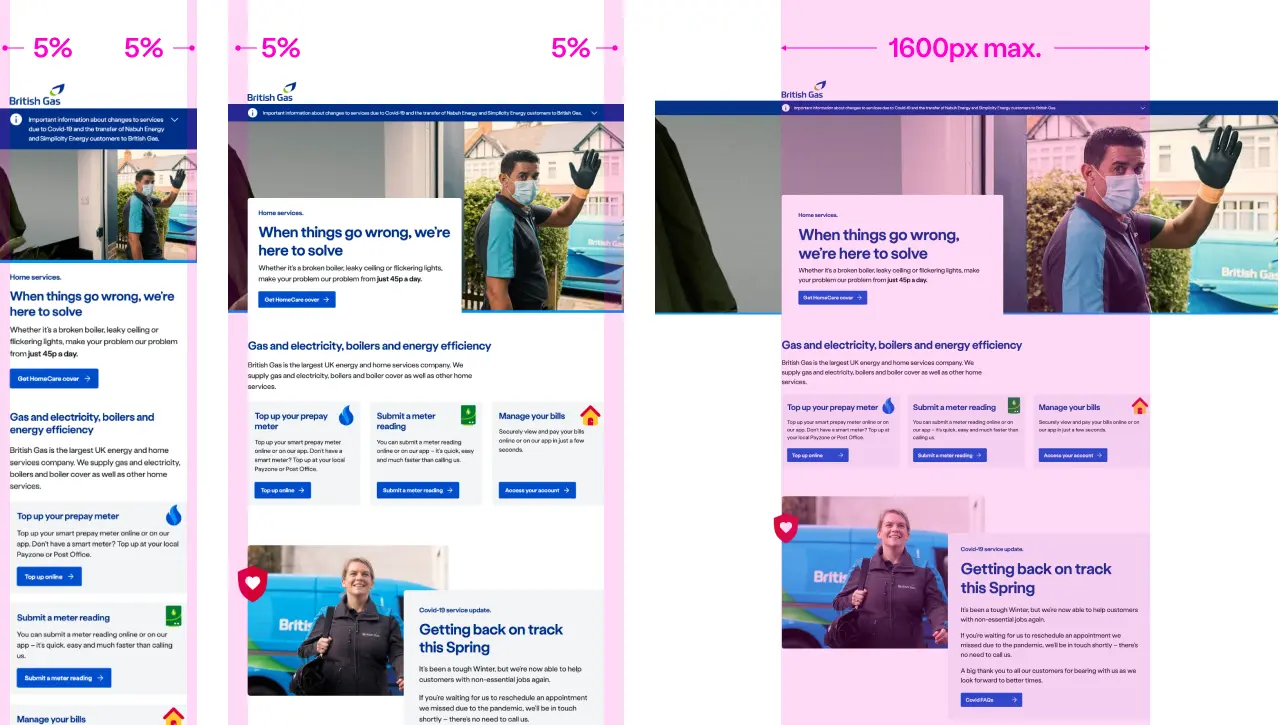 5%
5%
British Gas
Important information about changes to services
due to Covid-19 and the transfer of Nabuh Energy
and Simplicity Energy customers to British Gas.
Home services.
When things go wrong, we're
here to solve
Whether it's a broken boiler, leaky ceiling or
flickering lights, make your problem our problem
from just 45p a day.
Get HomeCare cover
Gas and electricity, boilers and
energy efficiency
British Gas is the largest UK energy and home
services company. We supply gas and electricity,
boilers and boiler cover as well as other home
services.
Top up your prepay meter
Top up your smart prepay meter online or on our
app. Don't have a smart meter? Top up at your local
Payzone or Post Office.
Top up online
Submit a meter reading
You can submit a meter reading online or on our
app – it's quick, easy and much faster than calling
us.
Submit a meter reading
Manage your bills
5%
5%
British Gas
Important information about changes to services due to Covid-19 and the transfer of Nabuh Energy and Simplicity Energy customers to British Gas.
British Gas
Home services.
When things go wrong, we're
here to solve
Whether it's a broken boiler, leaky ceiling or flickering lights,
make your problem our problem from just 45p a day.
Get HomeCare cover
Gas and electricity, boilers and energy efficiency
British Gas is the largest UK energy and home services company. We
supply gas and electricity, boilers and boiler cover as well as other home
services.
Top up your prepay
meter
Top up your smart prepay meter
online or on our app. Don't have a
smart meter? Top up at your local
Payzone or Post Office.
Top up online
Submit a meter
reading
You can submit a meter reading
online or on our app – it's quick, easy
and much faster than calling us.
Submit a meter reading
Manage your bills
Securely view and pay your bills
online or on our app in just a few
seconds.
Access your account
Britis
Covid-19 service update.
Getting back on track
this Spring
It's been a tough Winter, but we're now able to help
customers with non-essential jobs again.
If you're waiting for us to reschedule an appointment
we missed due to the pandemic, we'll be in touch
shortly – there's no need to call us.
1600px max.
British Gas
Important information about changes to services due to Covid-19 and the transfer of Nabuh Energy and Simplicity Energy customers to British Gas.
British Gas
Home services.
When things go wrong,
we're here to solve
Whether it's a broken boiler, leaky ceiling or flickering lights, make
your problem our problem from just 45p a day.
Get HomeCare cover
Gas and electricity, boilers and energy efficiency
British Gas is the largest UK energy and home services company. We
supply gas and electricity, boilers and boiler cover as well as other home
services.
Top up your prepay meter
Top up your smart prepay meter online or on
our app. Don't have a smart meter? Top up at
your local Payzone or Post Office.
Top up online
Submit a meter reading
You can submit a meter reading online or on
our app – it's quick, easy and much faster than
calling us.
Submit a meter reading
Manage your bills
Securely view and pay your bills online or on
our app in just a few seconds.
Access your account
Briti
Covid-19 service update.
Getting back on track
this Spring
It's been a tough Winter, but we're now able to help customers
with non-essential jobs again.
If you're waiting for us to reschedule an appointment we
missed due to the pandemic, we'll be in touch shortly – there's
no need to call us.
A big thank you to all our customers for bearing with us as we
look forward to better times.
Covid FAQs